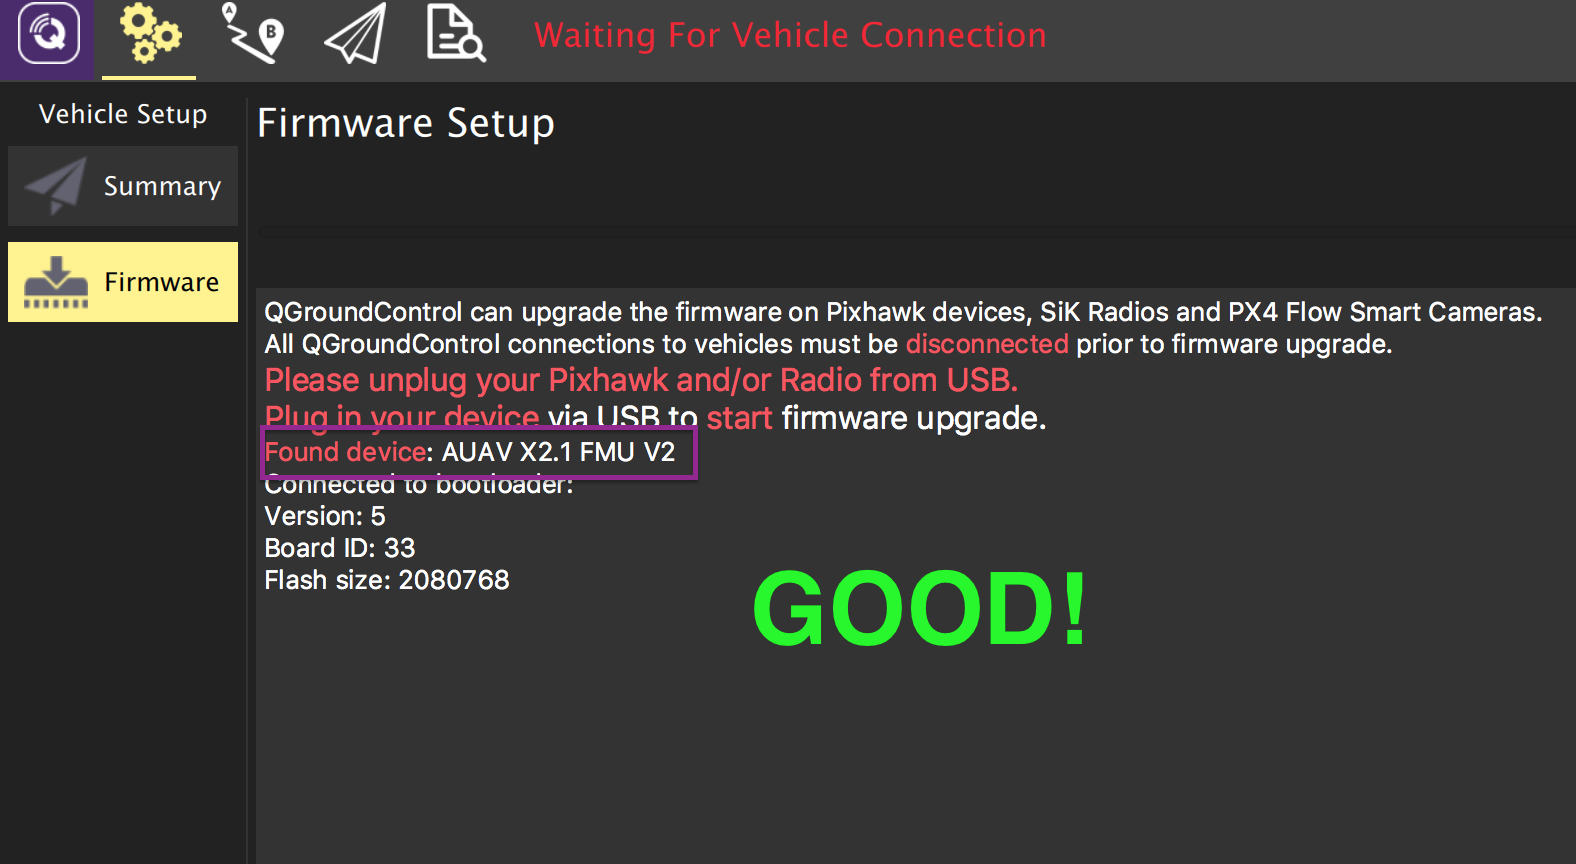 Waiting For Vehicle Connection
Vehicle Setup
Summary
Firmware
Firmware Setup
QGroundControl can upgrade the firmware on Pixhawk devices, SiK Radios and PX4 Flow Smart Cameras.
All QGroundControl connections to vehicles must be disconnected prior to firmware upgrade.
Please unplug your Pixhawk and/or Radio from USB.
Plug in your device via USB to start firmware upgrade.
Found device: AUAV X2.1 FMU V2
Connected to bootloader:
Version: 5
Board ID: 33
Flash size: 2080768
GOOD!
A
B
Q